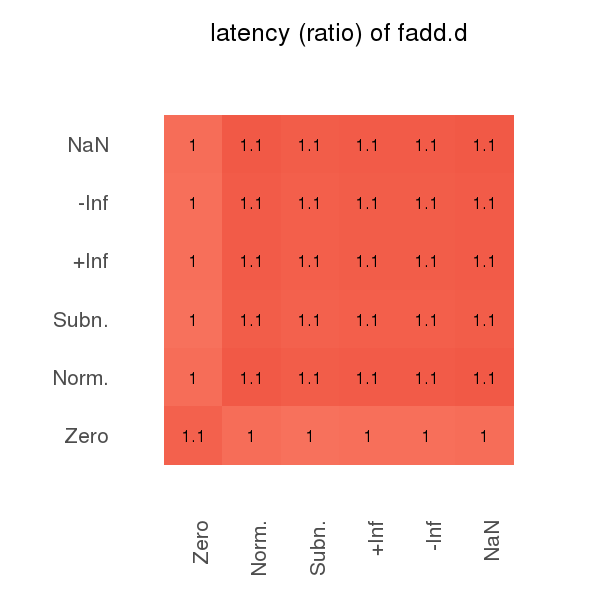 latency (ratio) of fadd.d
NaN 1 1.1 1.1 1.1 1.1 1.1
-Inf 1 1.1 1.1 1.1 1.1 1.1
+Inf 1 1.1 1.1 1.1 1.1 1.1
Subn. 1 1.1 1.1 1.1 1.1 1.1
Norm. 1 1.1 1.1 1.1 1.1 1.1
Zero 1.1 1 1 1 1 1
Zero Norm. Subn. +Inf -Inf NaN